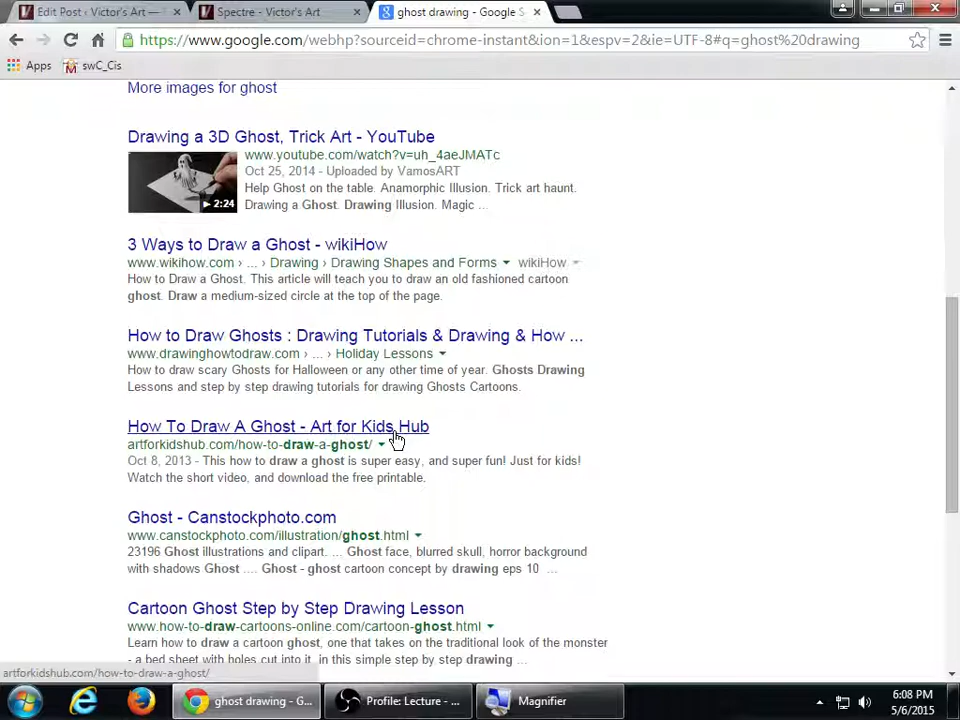 Edit Post ‹ Victor's Art —
Spectre - Victor's Art
ghost drawing - Google S
https://www.google.com/webhp?sourceid=chrome-instant&ion=1&espv=2&ie=UTF-8#q=ghost%20drawing
Apps
swC_Cis
More images for ghost
Drawing a 3D Ghost, Trick Art - YouTube
www.youtube.com/watch?v=uh_4aeJMATc
Oct 25, 2014 - Uploaded by VamosART
Help Ghost on the table. Anamorphic Illusion. Trick art haunt.
Drawing a Ghost. Drawing Illusion. Magic ...
2:24
3 Ways to Draw a Ghost - wikiHow
www.wikihow.com › ... › Drawing › Drawing Shapes and Forms wikiHow
How to Draw a Ghost. This article will teach you to draw an old fashioned cartoon
ghost. Draw a medium-sized circle at the top of the page.
How to Draw Ghosts : Drawing Tutorials & Drawing & How ...
www.drawinghowtodraw.com › ... › Holiday Lessons
How to draw scary Ghosts for Halloween or any other time of year. Ghosts Drawing
Lessons and step by step drawing tutorials for drawing Ghosts Cartoons.
How To Draw A Ghost - Art for Kids Hub
artforkidshub.com/how-to-draw-a-ghost/
Oct 8, 2013 - This how to draw a ghost is super easy, and super fun! Just for kids!
Watch the short video, and download the free printable.
Ghost - Canstockphoto.com
www.canstockphoto.com/illustration/ghost.html
23196 Ghost illustrations and clipart. ... Ghost face, blurred skull, horror background
with shadows Ghost .... Ghost - ghost cartoon concept by drawing eps 10 ...
Cartoon Ghost Step by Step Drawing Lesson
www.how-to-draw-cartoons-online.com/cartoon-ghost.html
Learn how to draw a cartoon ghost, one that takes on the traditional look of the monster
- a bed sheet with holes cut into it, in this simple step by step drawing ...
artforkidshub.com/how-to-draw-a-ghost/
ghost drawing - G...
Profile: Lecture - ...
Magnifier
6:08 PM
5/6/2015